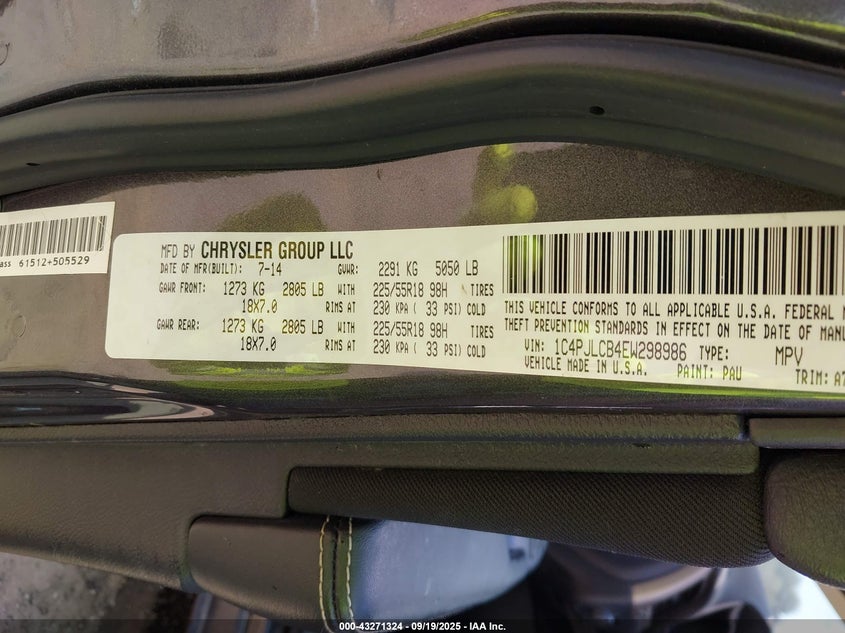 ass 61512+505529
MFD BY CHRYSLER GROUP LLC
DATE OF MFR(BUILT): 7-14 GVWR: 2291 KG 5050 LB
GAWR FRONT: 1273 KG 2805 LB WITH 225/55R18 98H TIRES
18X7.0 RIMS AT 230 KPA ( 33 PSI) COLD
GAWR REAR: 1273 KG 2805 LB WITH 225/55R18 98H TIRES
18X7.0 RIMS AT 230 KPA ( 33 PSI) COLD
THIS VEHICLE CONFORMS TO ALL APPLICABLE U.S.A. FEDERAL
THEFT PREVENTION STANDARDS IN EFFECT ON THE DATE OF MANU
VIN: 1C4PJLCB4EW298986 TYPE: MPV
VEHICLE MADE IN U.S.A. PAINT: PAU TRIM: A7
000-43271324 - 09/19/2025 - IAA Inc.